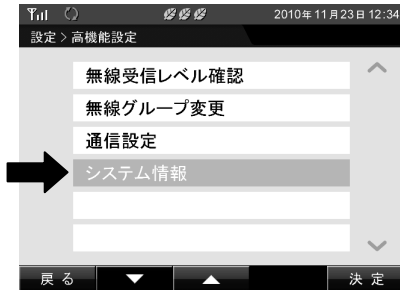 2010年11月23日 12:34
設定 > 高機能設定
無線受信レベル確認
無線グループ変更
通信設定
システム情報
戻る ▼ ▲ 決定